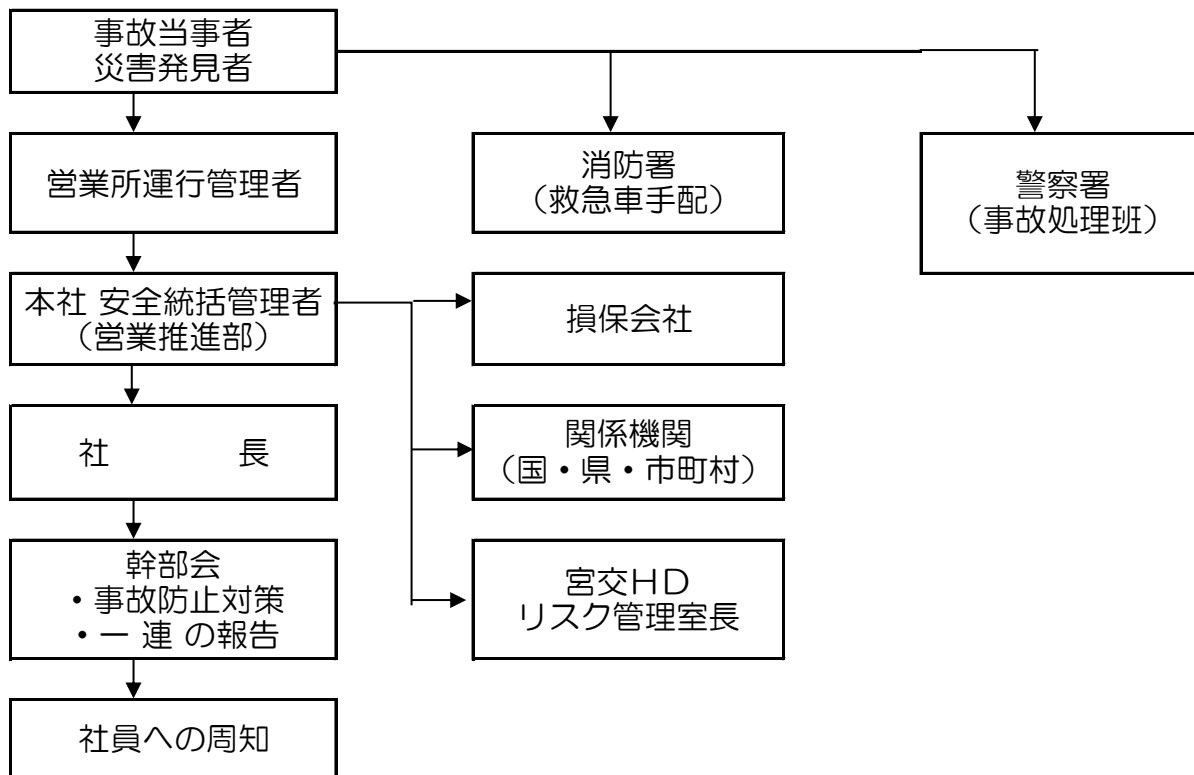 事故当事者
災害発見者
営業所運行管理者
消防署
（救急車手配）
警察署
（事故処理班）
本社 安全統括管理者
（営業推進部）
損保会社
社　　　長
関係機関
（国・県・市町村）
幹部会
・事故防止対策
・一 連 の報告
宮交ＨＤ
リスク管理室長
社員への周知